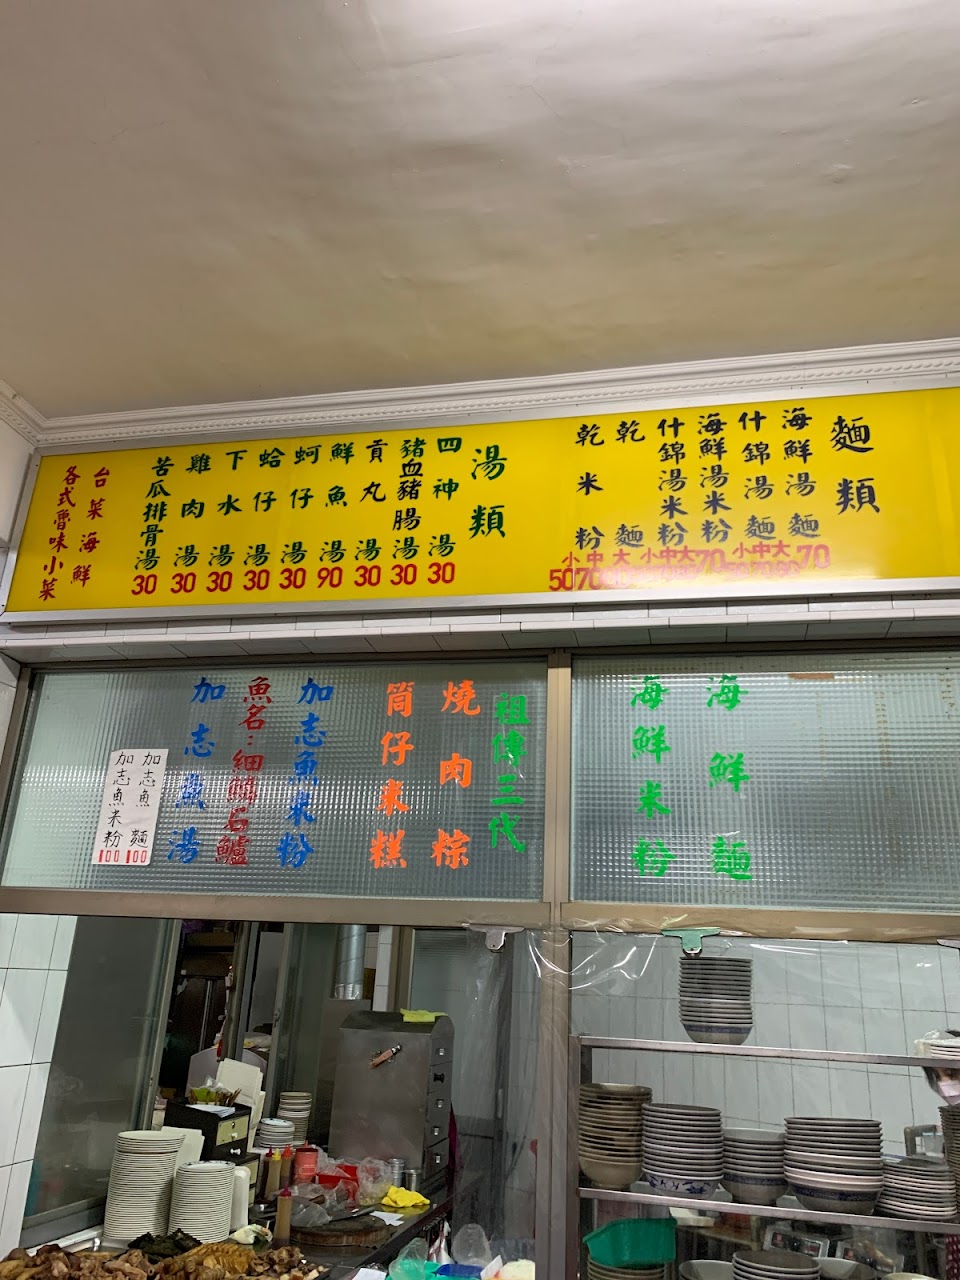 麵類
海鮮湯麵 70
什錦湯麵 小中大
海鮮湯米粉 70
什錦湯米粉 小中大
乾麵
乾米粉
小中大
50 70
湯類
四神湯 30
豬血豬腸湯 30
貢丸湯 30
鮮魚湯 90
蚵仔湯 30
蛤仔湯 30
下水湯 30
雞肉湯 30
苦瓜排骨湯 30
台菜海鮮
各式魯味小菜
海鮮麵
海鮮米粉
祖傳三代
燒肉粽
筒仔米糕
加志魚米粉
魚名:細鱗石鱸
加志魚湯
加志魚麵 100
加志魚米粉 100